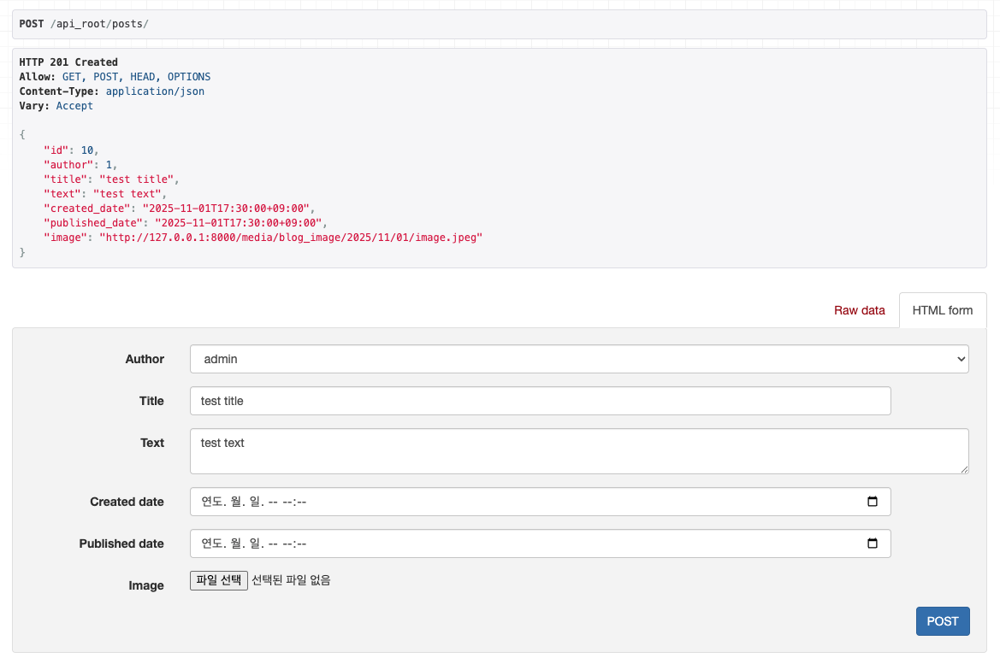 POST /api_root/posts/
HTTP 201 Created
Allow: GET, POST, HEAD, OPTIONS
Content-Type: application/json
Vary: Accept
{
    "id": 10,
    "author": 1,
    "title": "test title",
    "text": "test text",
    "created_date": "2025-11-01T17:30:00+09:00",
    "published_date": "2025-11-01T17:30:00+09:00",
    "image": "http://127.0.0.1:8000/media/blog_image/2025/11/01/image.jpeg"
}
Raw data HTML form
Author admin
Title test title
Text test text
Created date 연도. 월. 일. -- --:--
Published date 연도. 월. 일. -- --:--
Image 파일 선택 선택된 파일 없음
POST